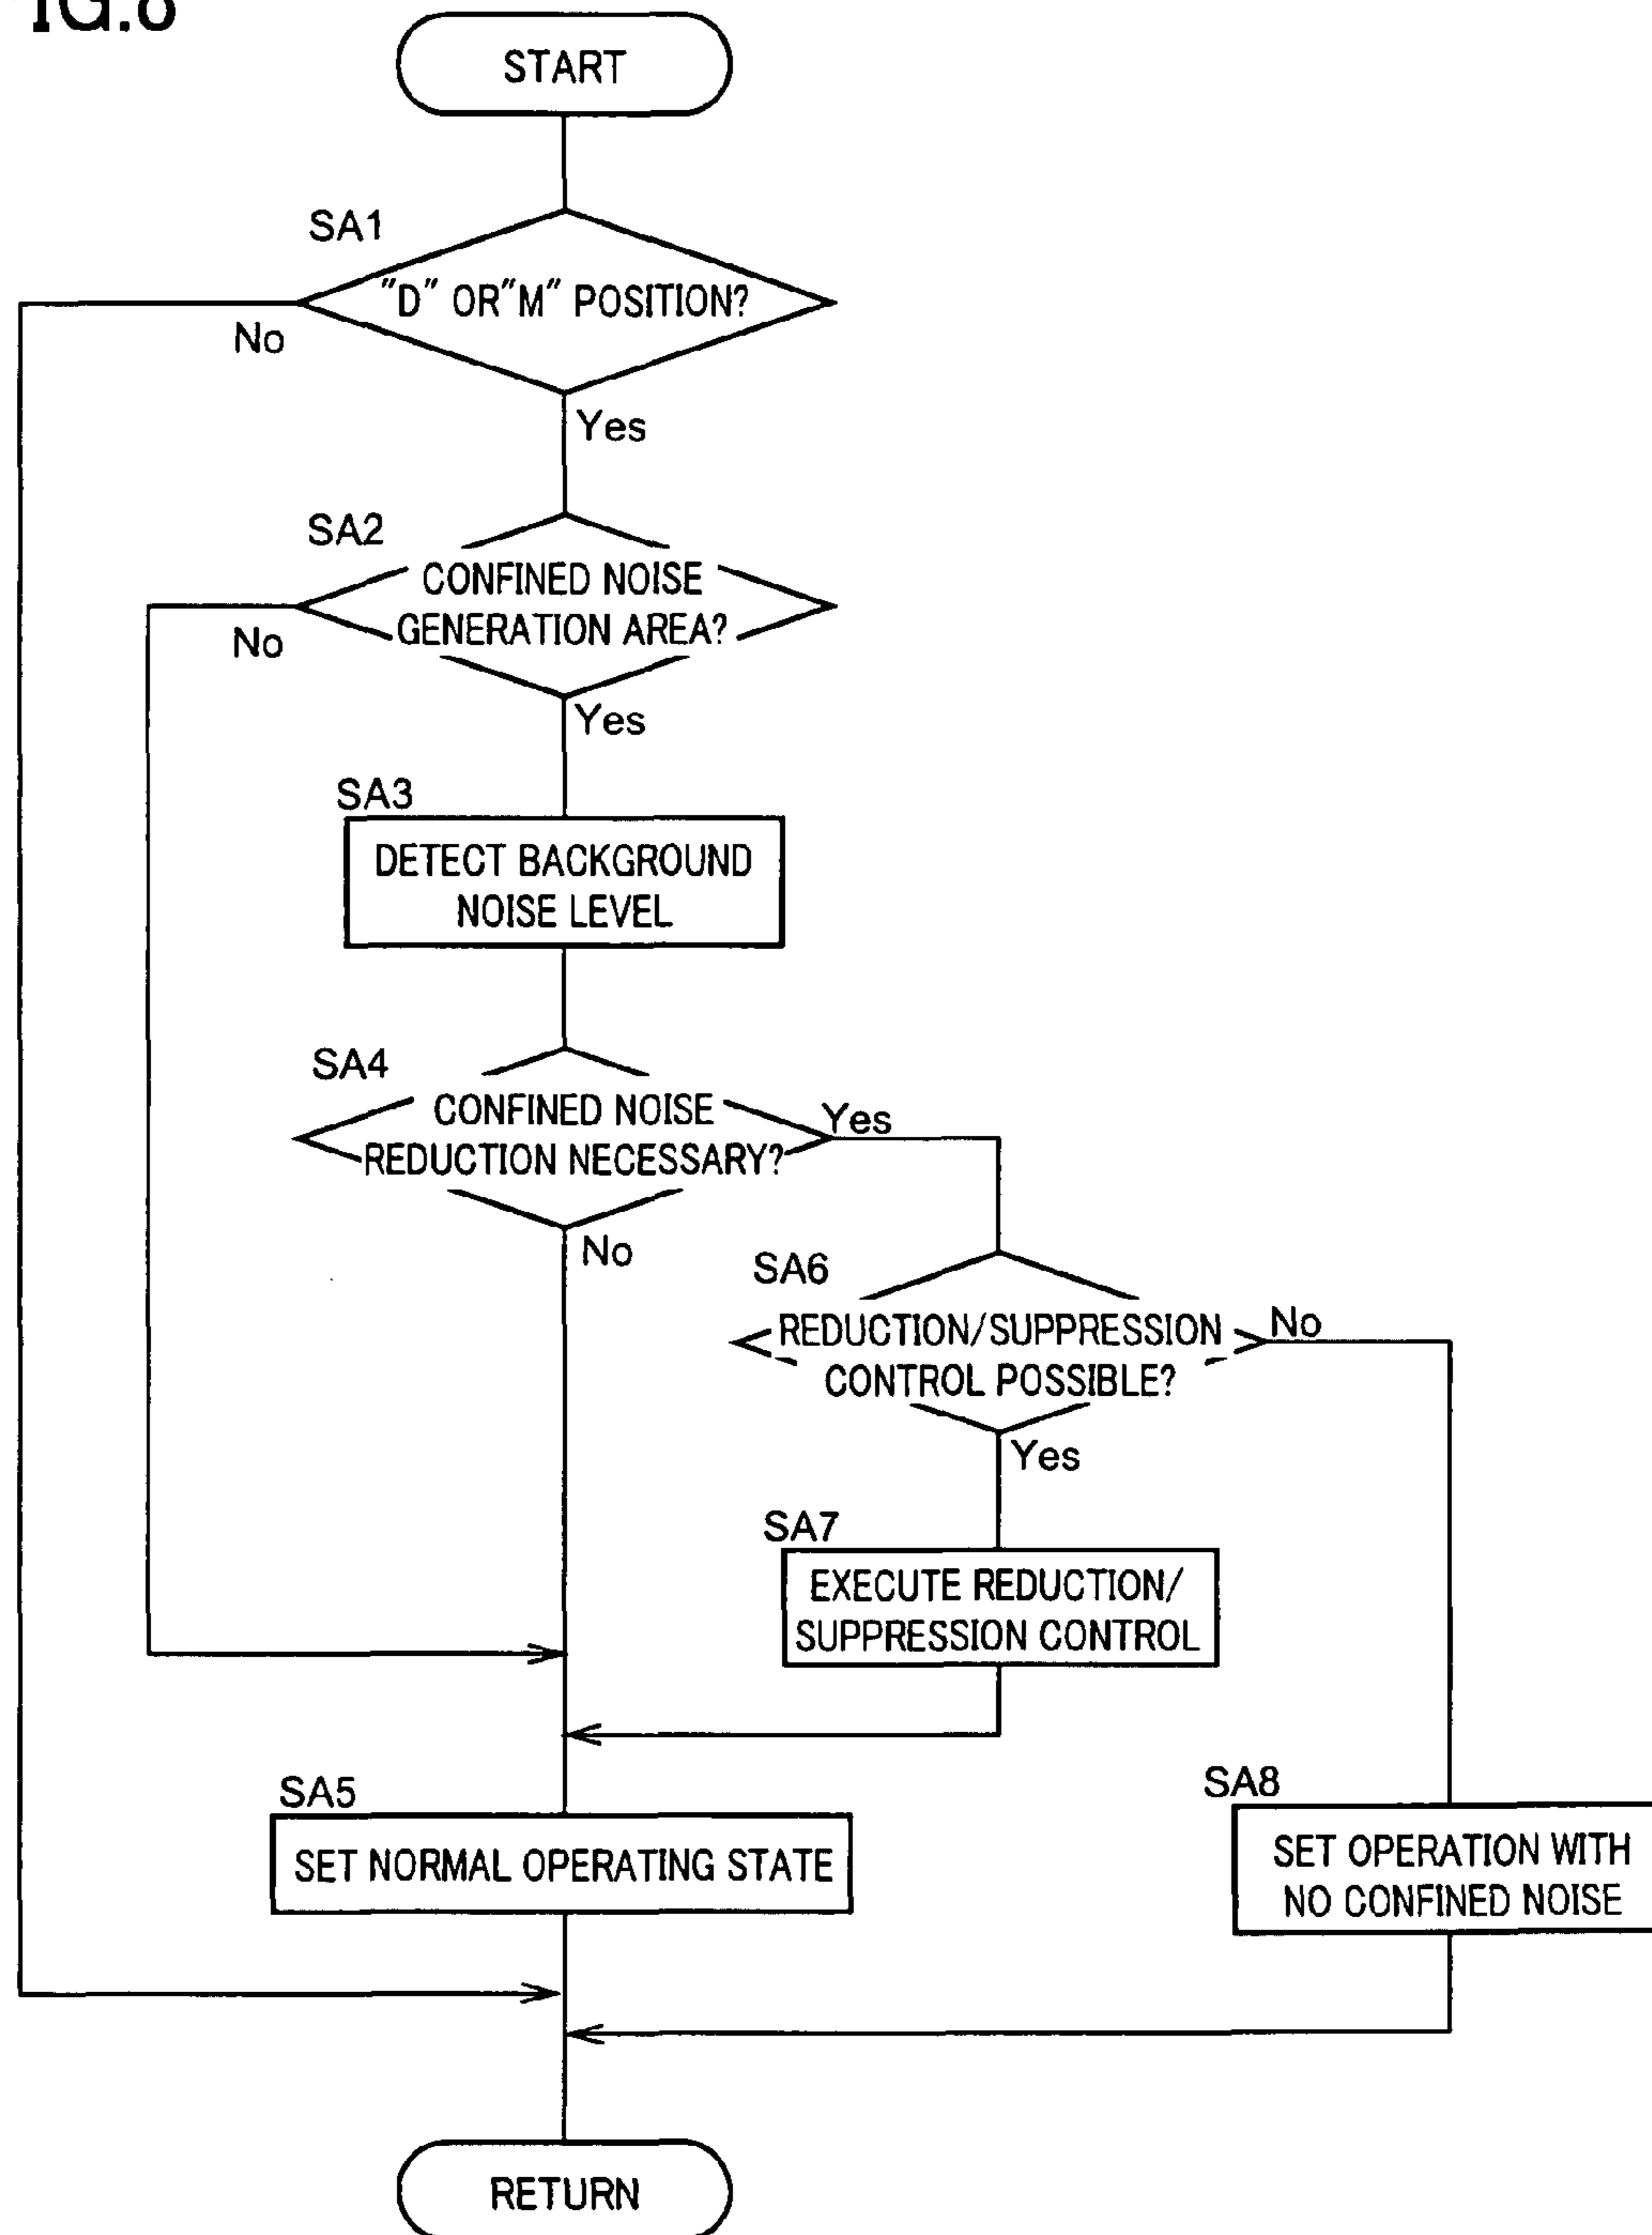 IG.8
START
SA1
"D" OR "M" POSITION?
No
Yes
SA2
CONFINED NOISE
GENERATION AREA?
No
Yes
SA3
DETECT BACKGROUND
NOISE LEVEL
SA4
CONFINED NOISE
REDUCTION NECESSARY?
Yes
No
SA6
REDUCTION/SUPPRESSION
CONTROL POSSIBLE?
No
Yes
SA7
EXECUTE REDUCTION/
SUPPRESSION CONTROL
SA5
SET NORMAL OPERATING STATE
SA8
SET OPERATION WITH
NO CONFINED NOISE
RETURN